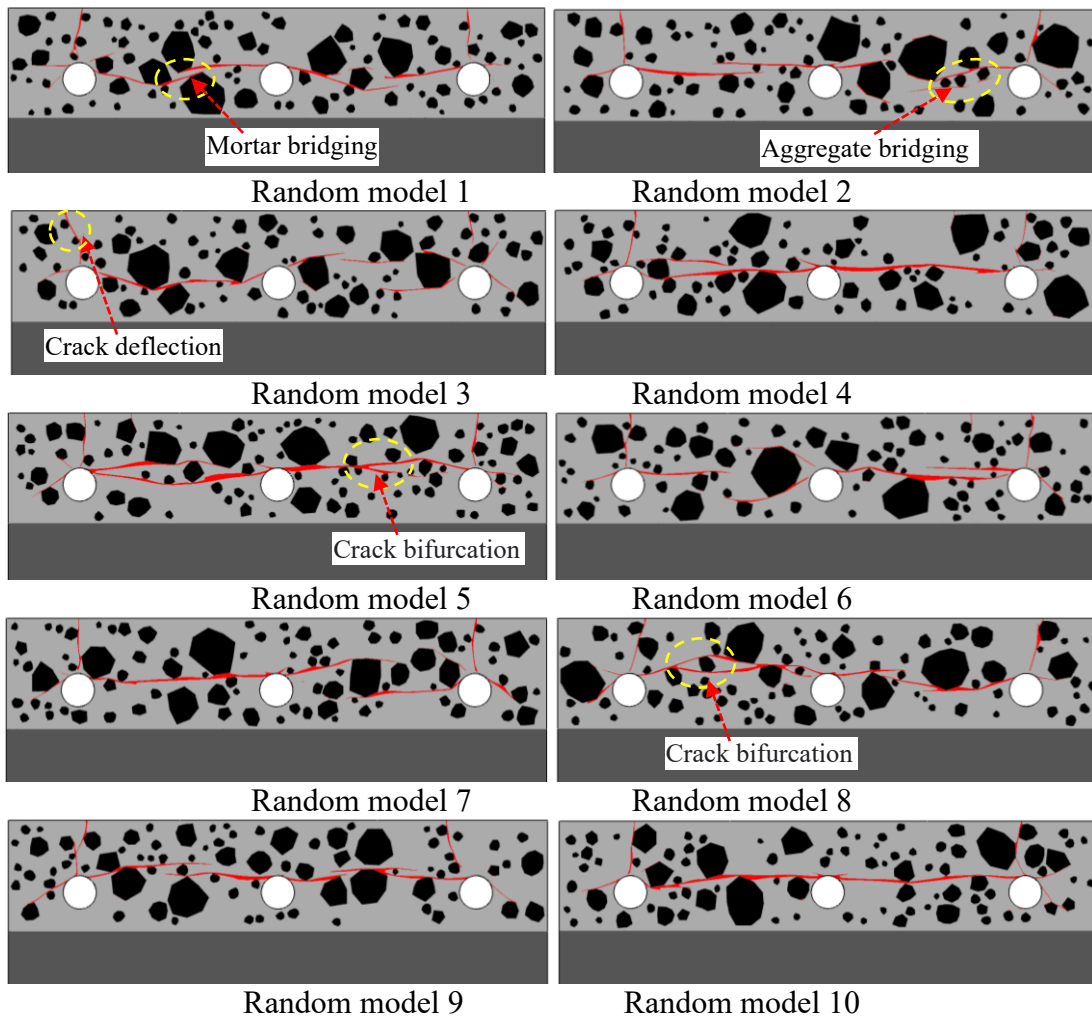 Mortar bridging
Aggregate bridging
Random model 1
Random model 2
Crack deflection
Random model 3
Random model 4
Crack bifurcation
Random model 5
Random model 6
Crack bifurcation
Random model 7
Random model 8
Random model 9
Random model 10